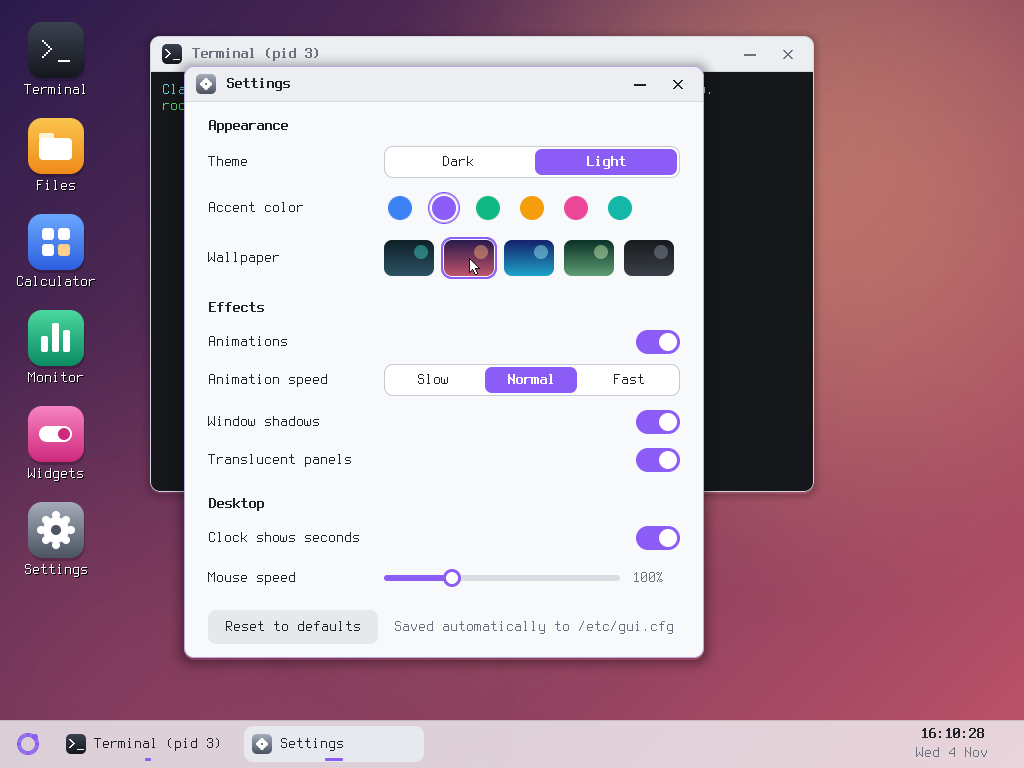 Terminal
Files
Calculator
Monitor
Widgets
Settings
Terminal (pid 3)
Settings
Appearance
Theme
Dark
Light
Accent color
Wallpaper
Effects
Animations
Animation speed
Slow
Normal
Fast
Window shadows
Translucent panels
Desktop
Clock shows seconds
Mouse speed
100%
Reset to defaults
Saved automatically to /etc/gui.cfg
Terminal (pid 3)
Settings
16:10:28
Wed 4 Nov